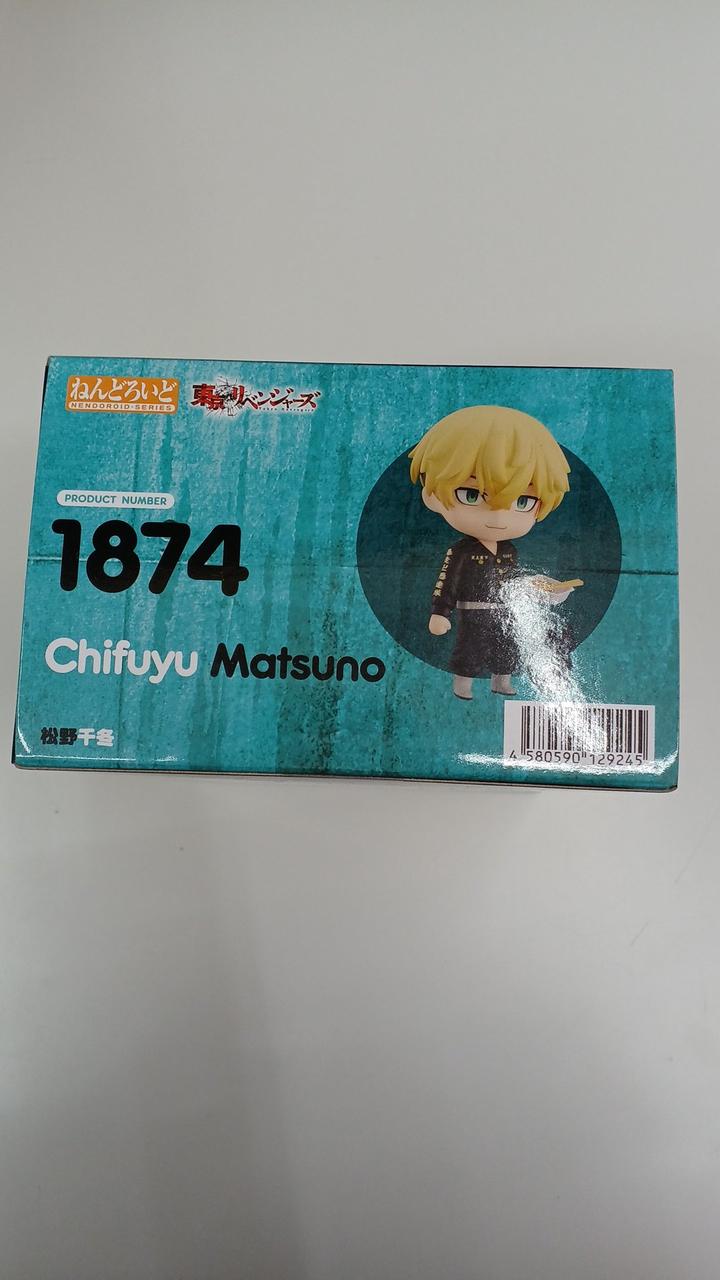 ねんどろいど
NENDOROID-SERIES
東京リベンジャーズ
PRODUCT NUMBER
1874
Chifuyu Matsuno
松野千冬
4 580590 129245